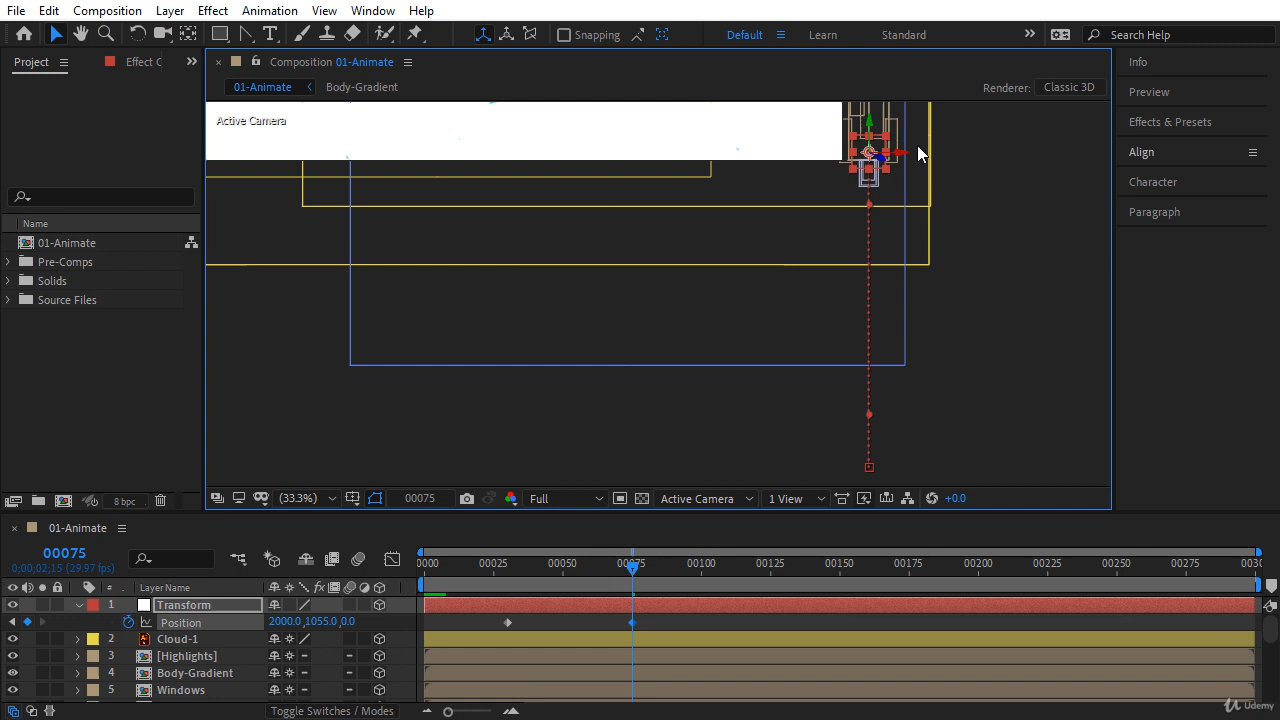 File Edit Composition Layer Effect Animation View Window Help
Snapping Default Learn Standard Search Help
Project Effect C Composition 01-Animate Info
01-Animate Body-Gradient Renderer: Classic 3D Preview
Active Camera Effects & Presets
Align
Character
Paragraph
Name
01-Animate
Pre-Comps
Solids
Source Files
8 bpc (33.3%) 00075 Full Active Camera 1 View +0.0
01-Animate
00075
0;00;02;15 (29.97 fps)
0000 00025 00050 00075 00100 00125 00150 00175 00200 00225 00250 00275 0030
# Layer Name fx
1 Transform
Position 2000.0,1055.0,0.0
2 Cloud-1
3 [Highlights]
4 Body-Gradient
5 Windows
Toggle Switches / Modes
Udemy